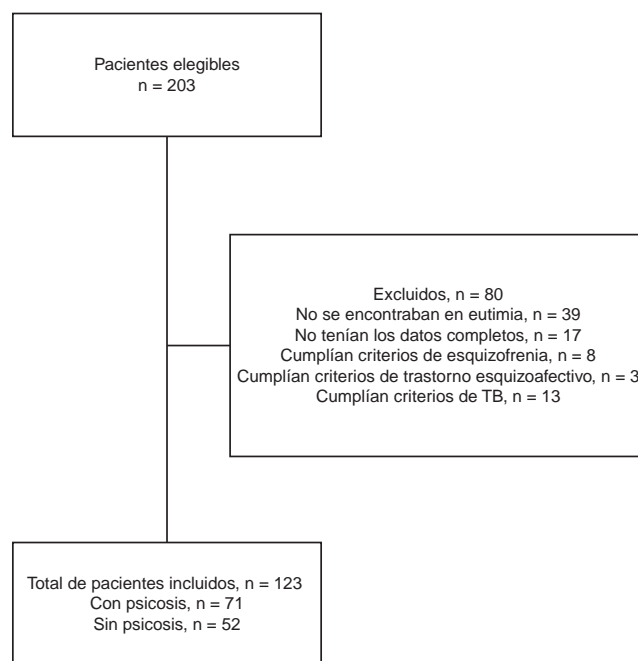 Pacientes elegibles
n = 203
Excluidos, n = 80
No se encontraban en eutimia, n = 39
No tenían los datos completos, n = 17
Cumplían criterios de esquizofrenia, n = 8
Cumplían criterios de trastorno esquizoafectivo, n = 3
Cumplían criterios de TB, n = 13
Total de pacientes incluidos, n = 123
Con psicosis, n = 71
Sin psicosis, n = 52